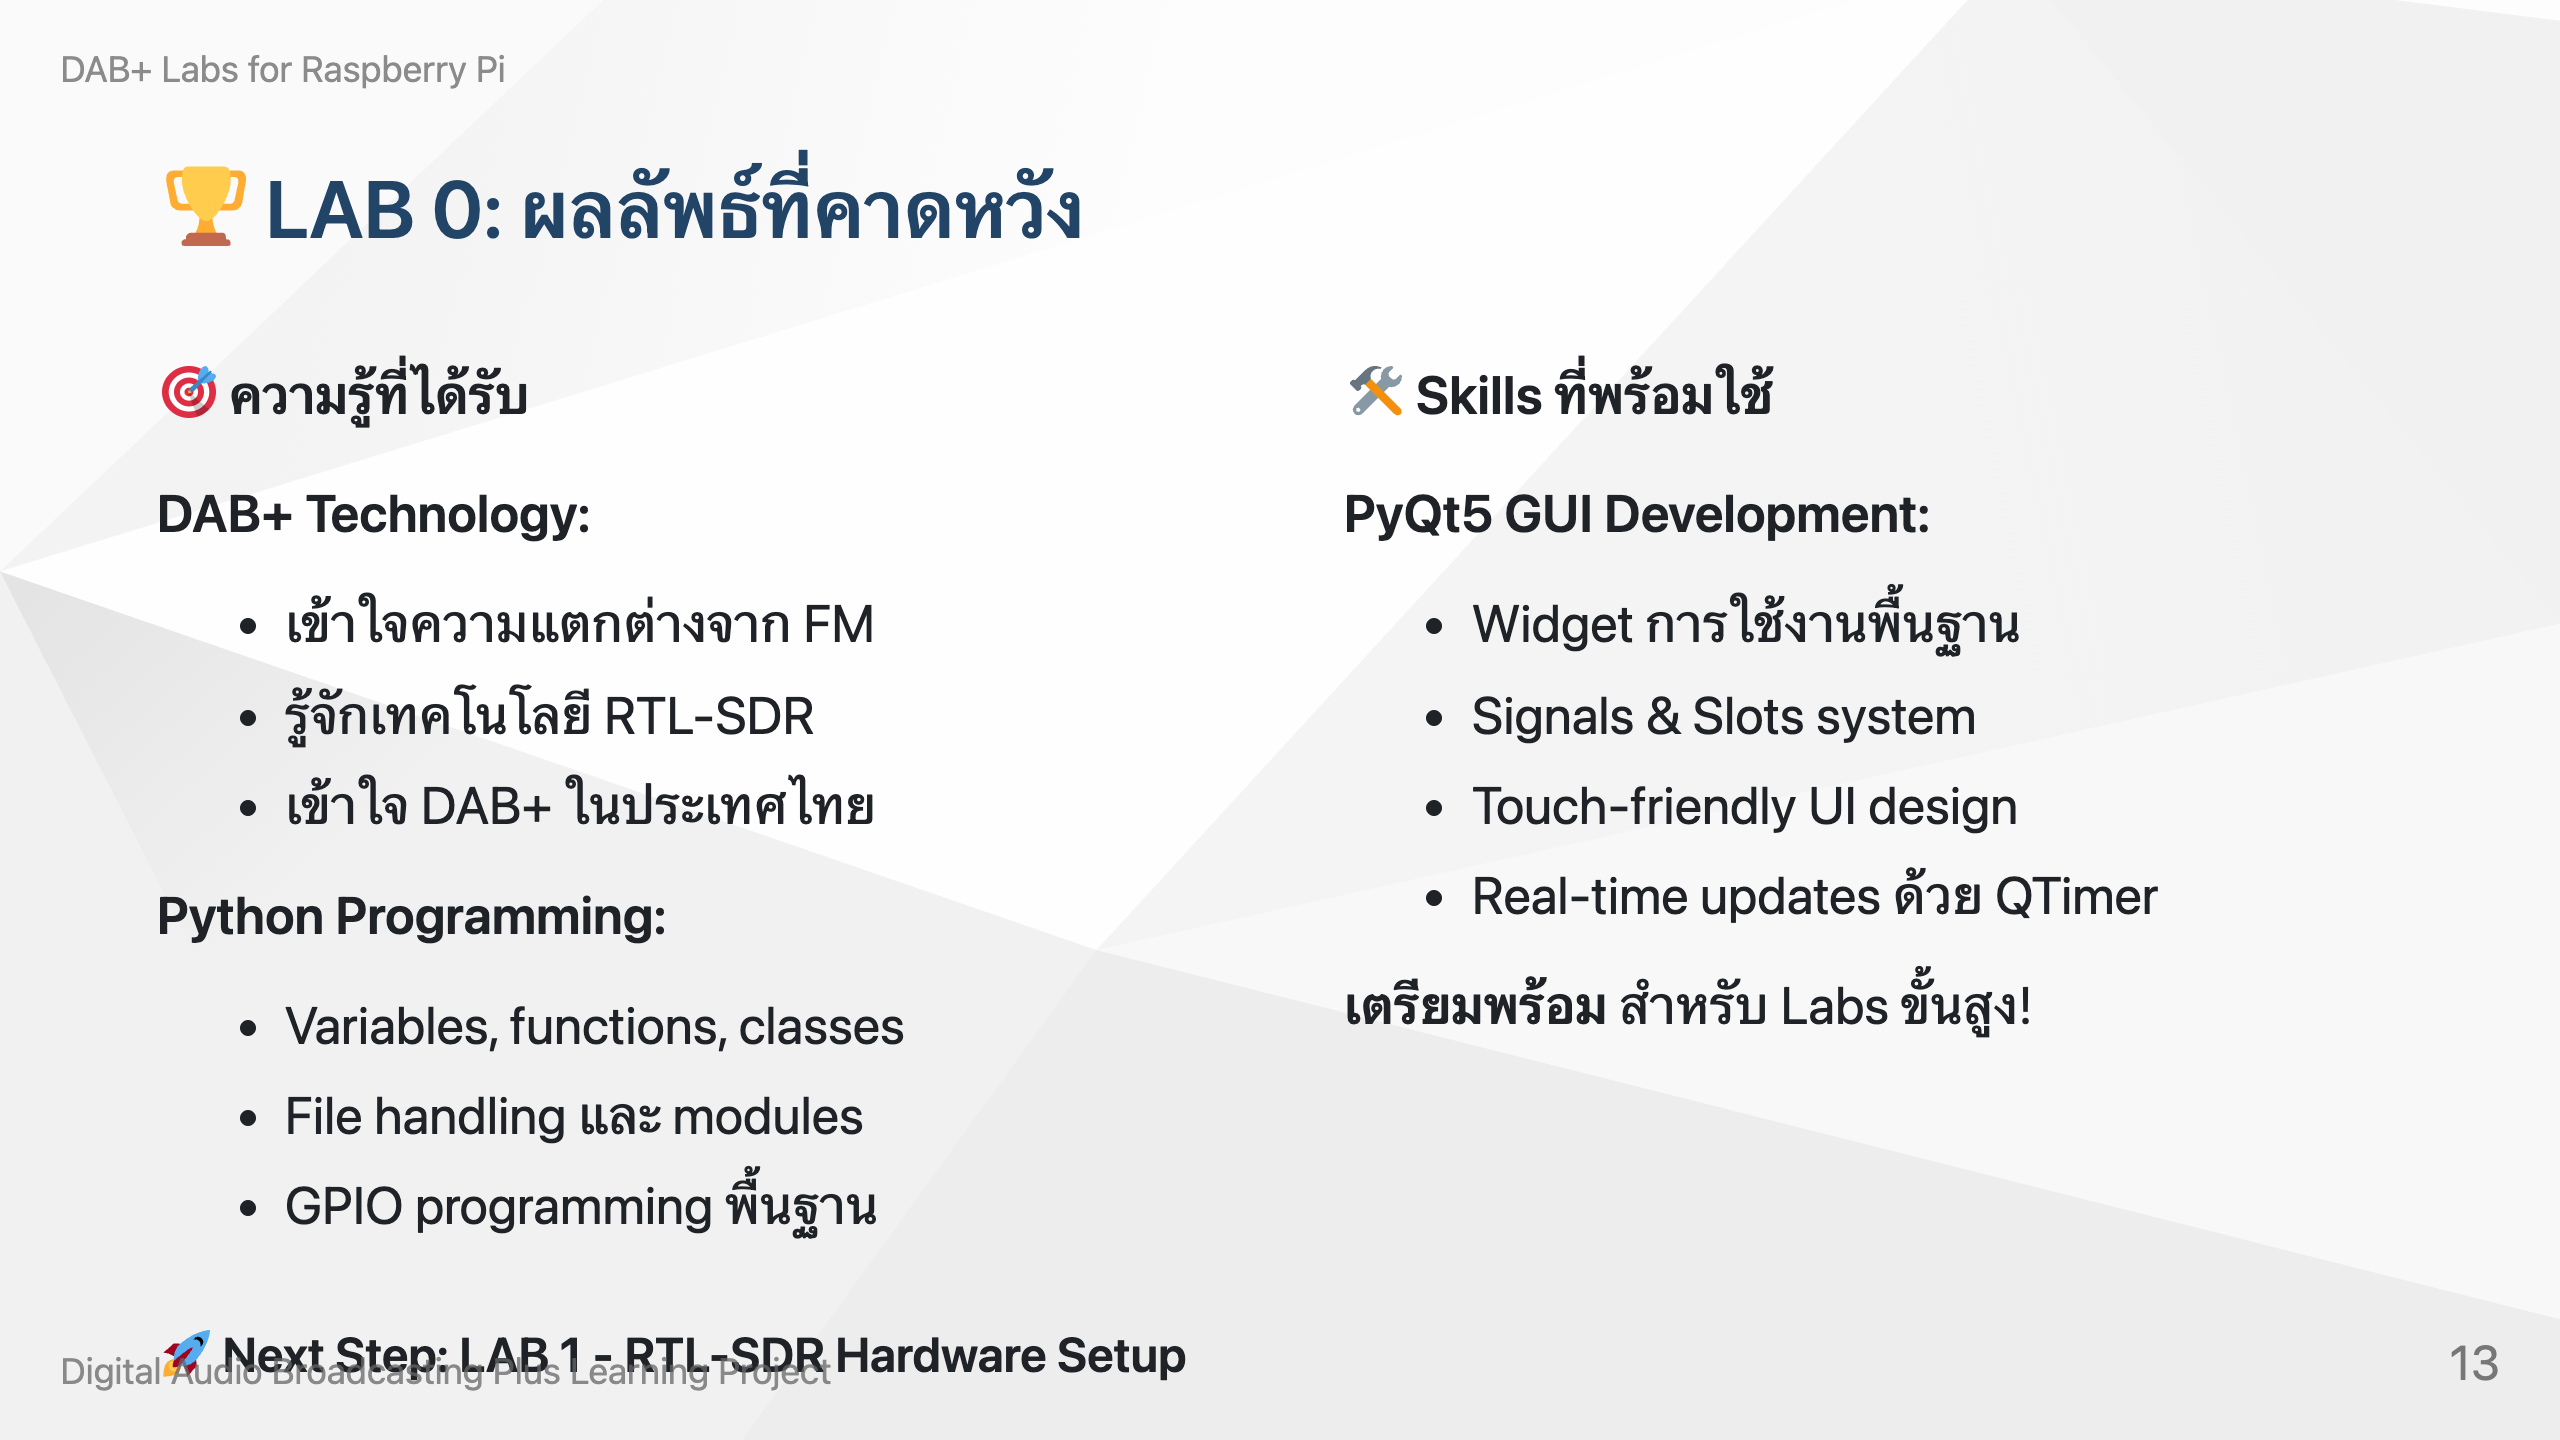 DAB+ Labs for Raspberry Pi
🏆 LAB 0: ผลลัพธ์ที่คาดหวัง
🎯 ความรู้ที่ได้รับ
DAB+ Technology:
• เข้าใจความแตกต่างจาก FM
• รู้จักเทคโนโลยี RTL-SDR
• เข้าใจ DAB+ ในประเทศไทย
Python Programming:
• Variables, functions, classes
• File handling และ modules
• GPIO programming พื้นฐาน
🛠️ Skills ที่พร้อมใช้
PyQt5 GUI Development:
• Widget การใช้งานพื้นฐาน
• Signals & Slots system
• Touch-friendly UI design
• Real-time updates ด้วย QTimer
เตรียมพร้อม สำหรับ Labs ขั้นสูง!
🚀 Next Step: LAB 1 - RTL-SDR Hardware Setup
Digital Audio Broadcasting Plus Learning Project
13